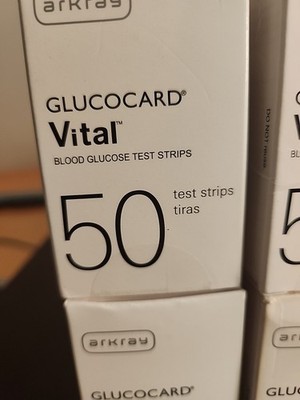 arkray
GLUCOCARD®
Vital™
BLOOD GLUCOSE TEST STRIPS
50 test strips
tiras
arkray
GLUCOCARD®